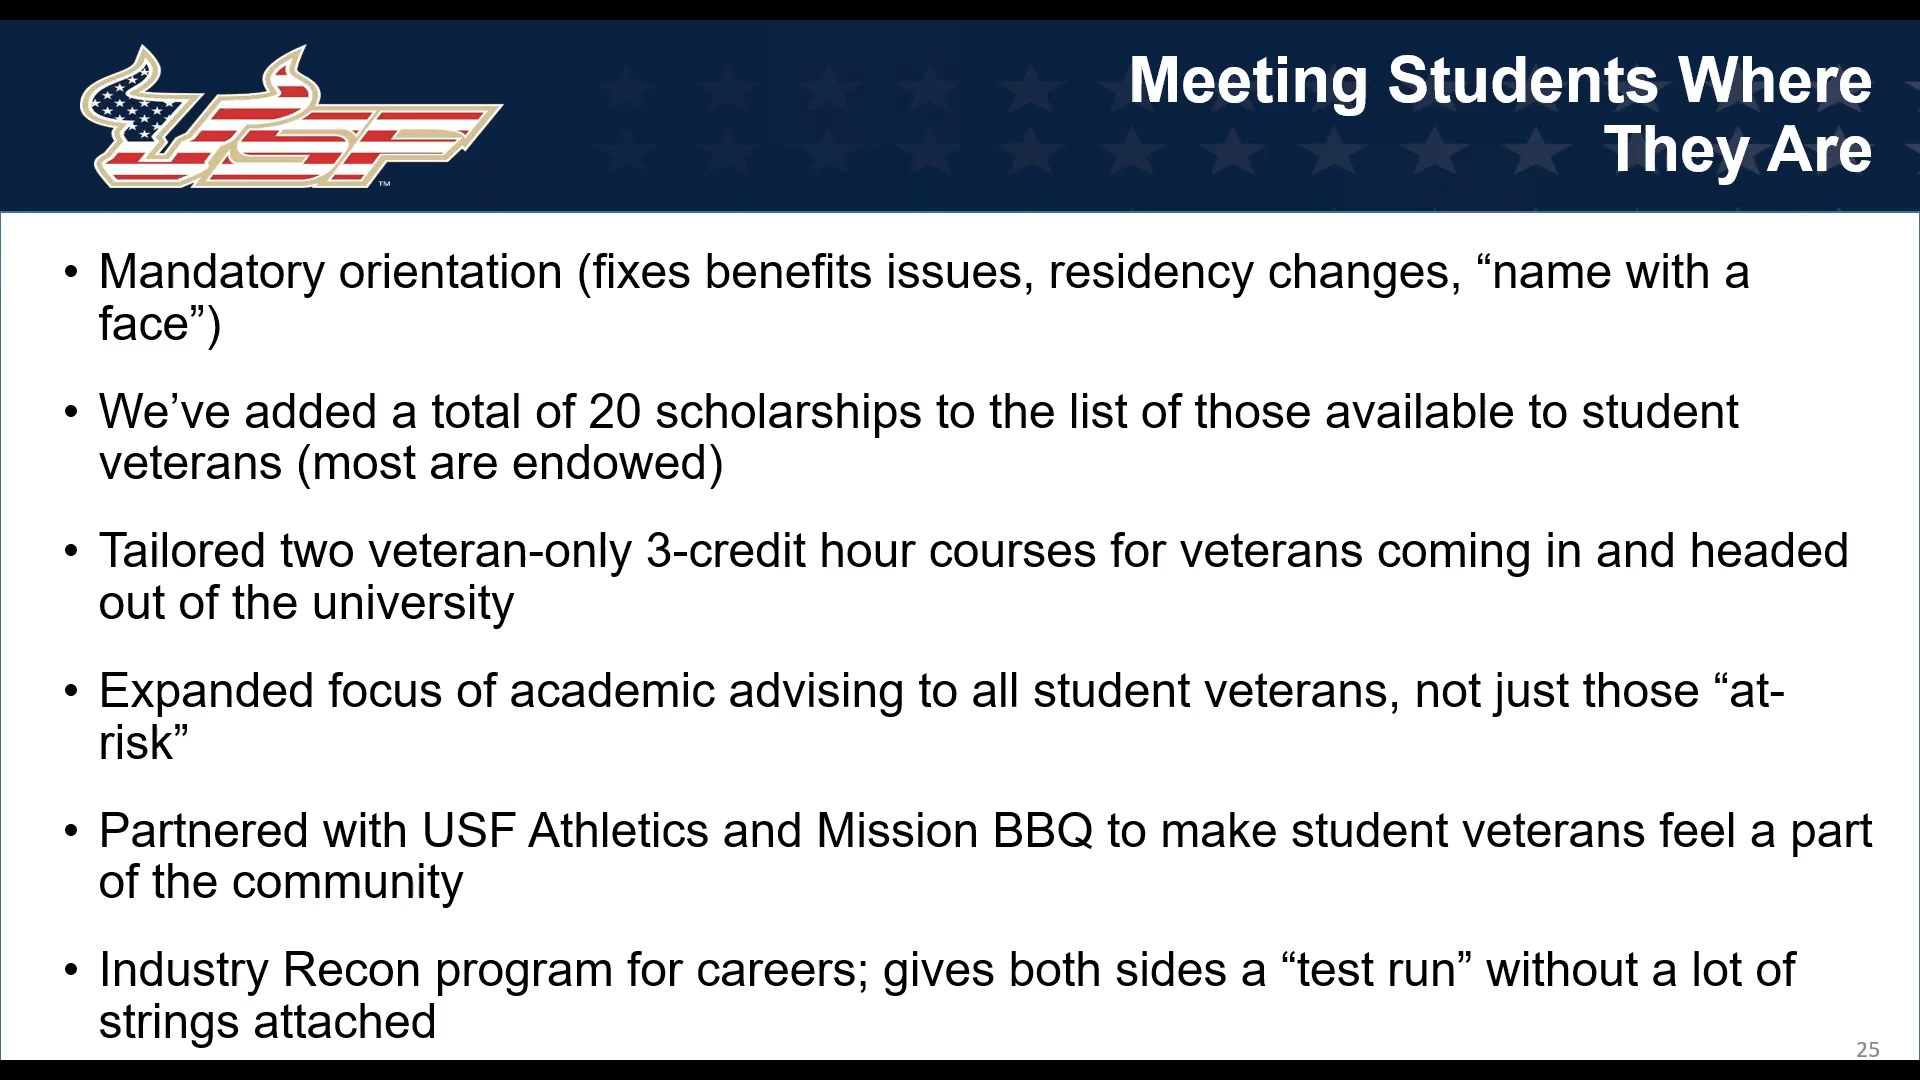 USF
™
Meeting Students Where
They Are
• Mandatory orientation (fixes benefits issues, residency changes, “name with a
face”)
• We’ve added a total of 20 scholarships to the list of those available to student
veterans (most are endowed)
• Tailored two veteran-only 3-credit hour courses for veterans coming in and headed
out of the university
• Expanded focus of academic advising to all student veterans, not just those “at-
risk”
• Partnered with USF Athletics and Mission BBQ to make student veterans feel a part
of the community
• Industry Recon program for careers; gives both sides a “test run” without a lot of
strings attached
25